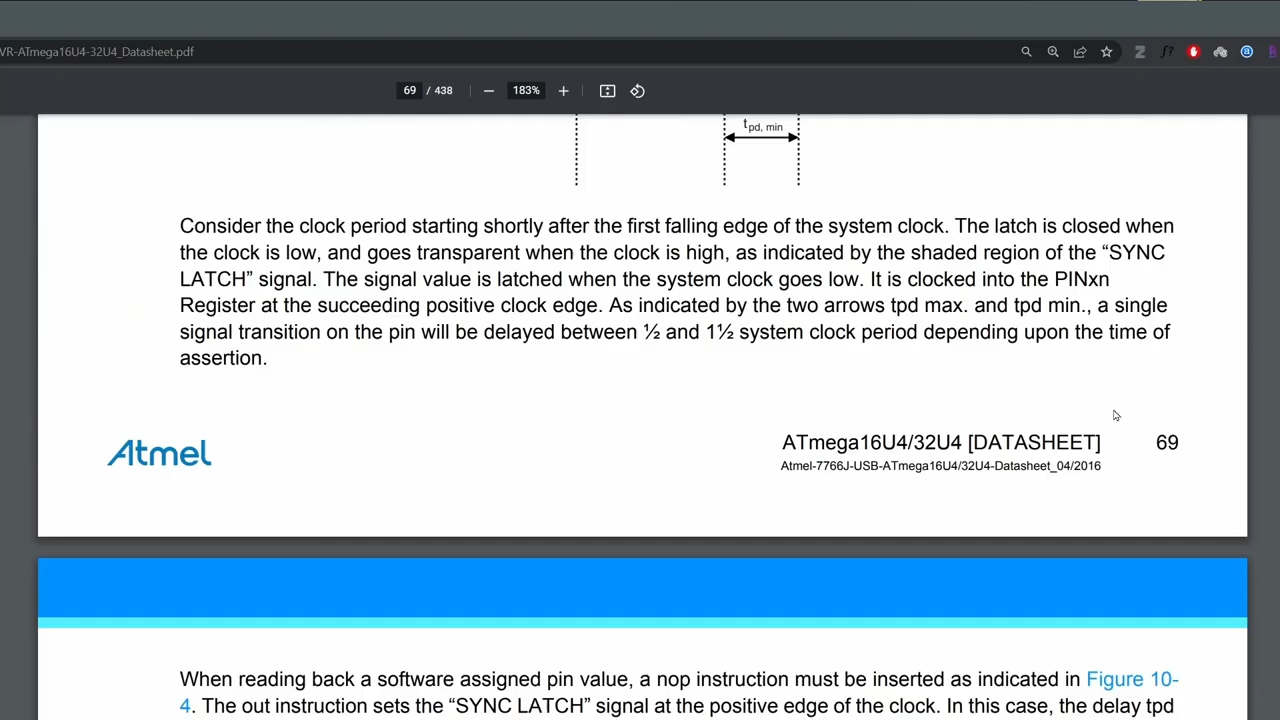 VR-ATmega16U4-32U4_Datasheet.pdf
69 / 438 183%
tpd, min
Consider the clock period starting shortly after the first falling edge of the system clock. The latch is closed when
the clock is low, and goes transparent when the clock is high, as indicated by the shaded region of the “SYNC
LATCH” signal. The signal value is latched when the system clock goes low. It is clocked into the PINxn
Register at the succeeding positive clock edge. As indicated by the two arrows tpd max. and tpd min., a single
signal transition on the pin will be delayed between ½ and 1½ system clock period depending upon the time of
assertion.
Atmel
ATmega16U4/32U4 [DATASHEET] 69
Atmel-7766J-USB-ATmega16U4/32U4-Datasheet_04/2016
When reading back a software assigned pin value, a nop instruction must be inserted as indicated in Figure 10-
4. The out instruction sets the “SYNC LATCH” signal at the positive edge of the clock. In this case, the delay tpd